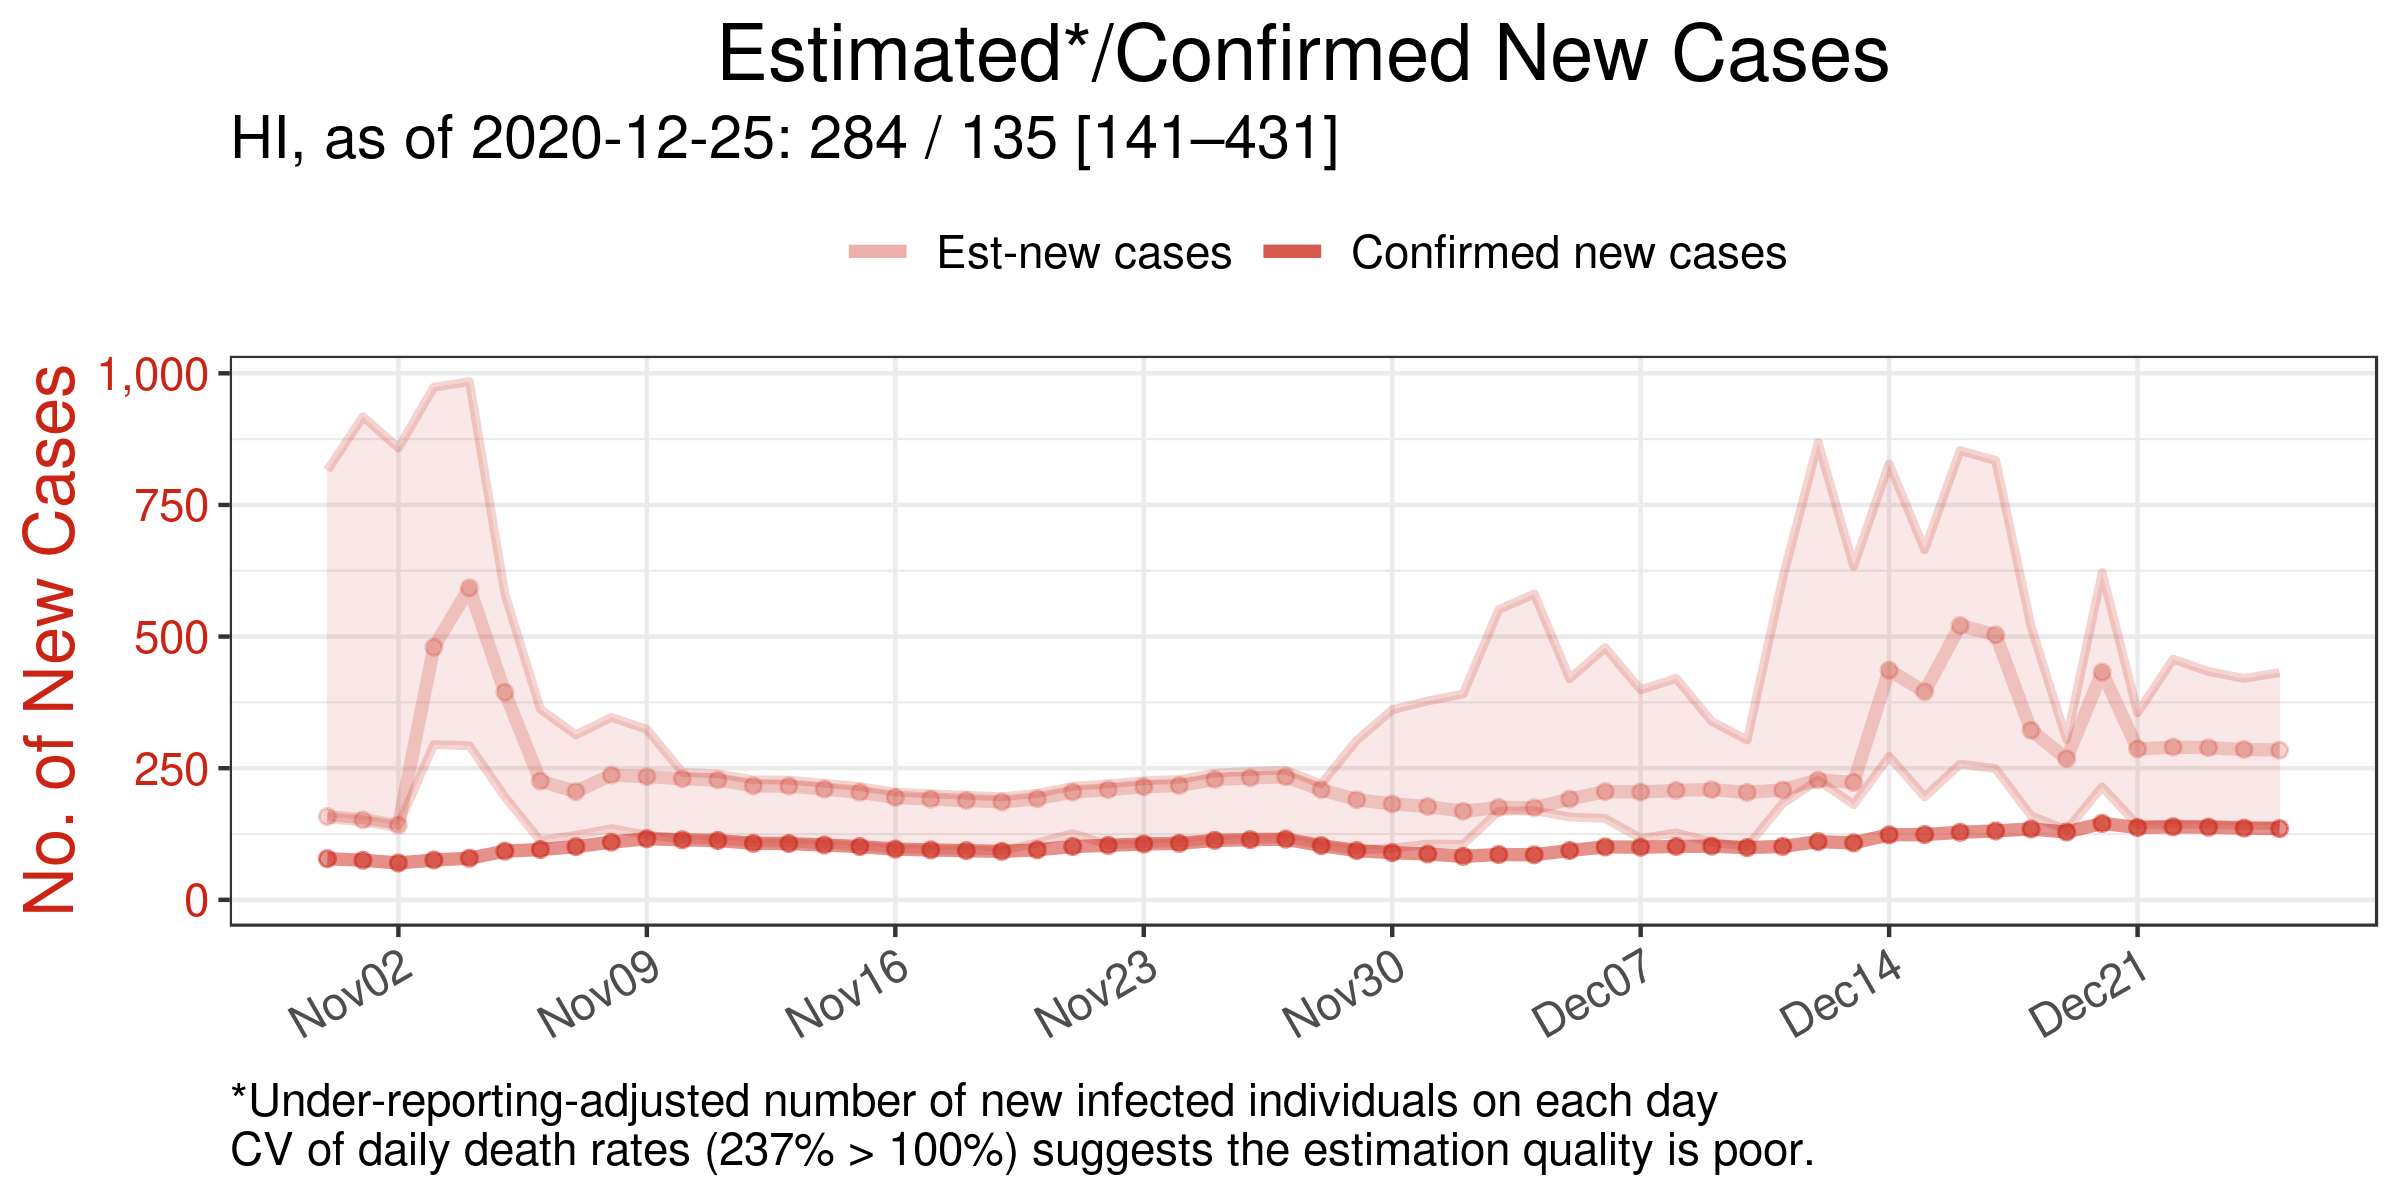 Estimated*/Confirmed New Cases
HI, as of 2020-12-25: 284 / 135 [141–431]
Est-new cases Confirmed new cases
No. of New Cases
1,000
750
500
250
0
Nov02 Nov09 Nov16 Nov23 Nov30 Dec07 Dec14 Dec21
*Under-reporting-adjusted number of new infected individuals on each day
CV of daily death rates (237% > 100%) suggests the estimation quality is poor.